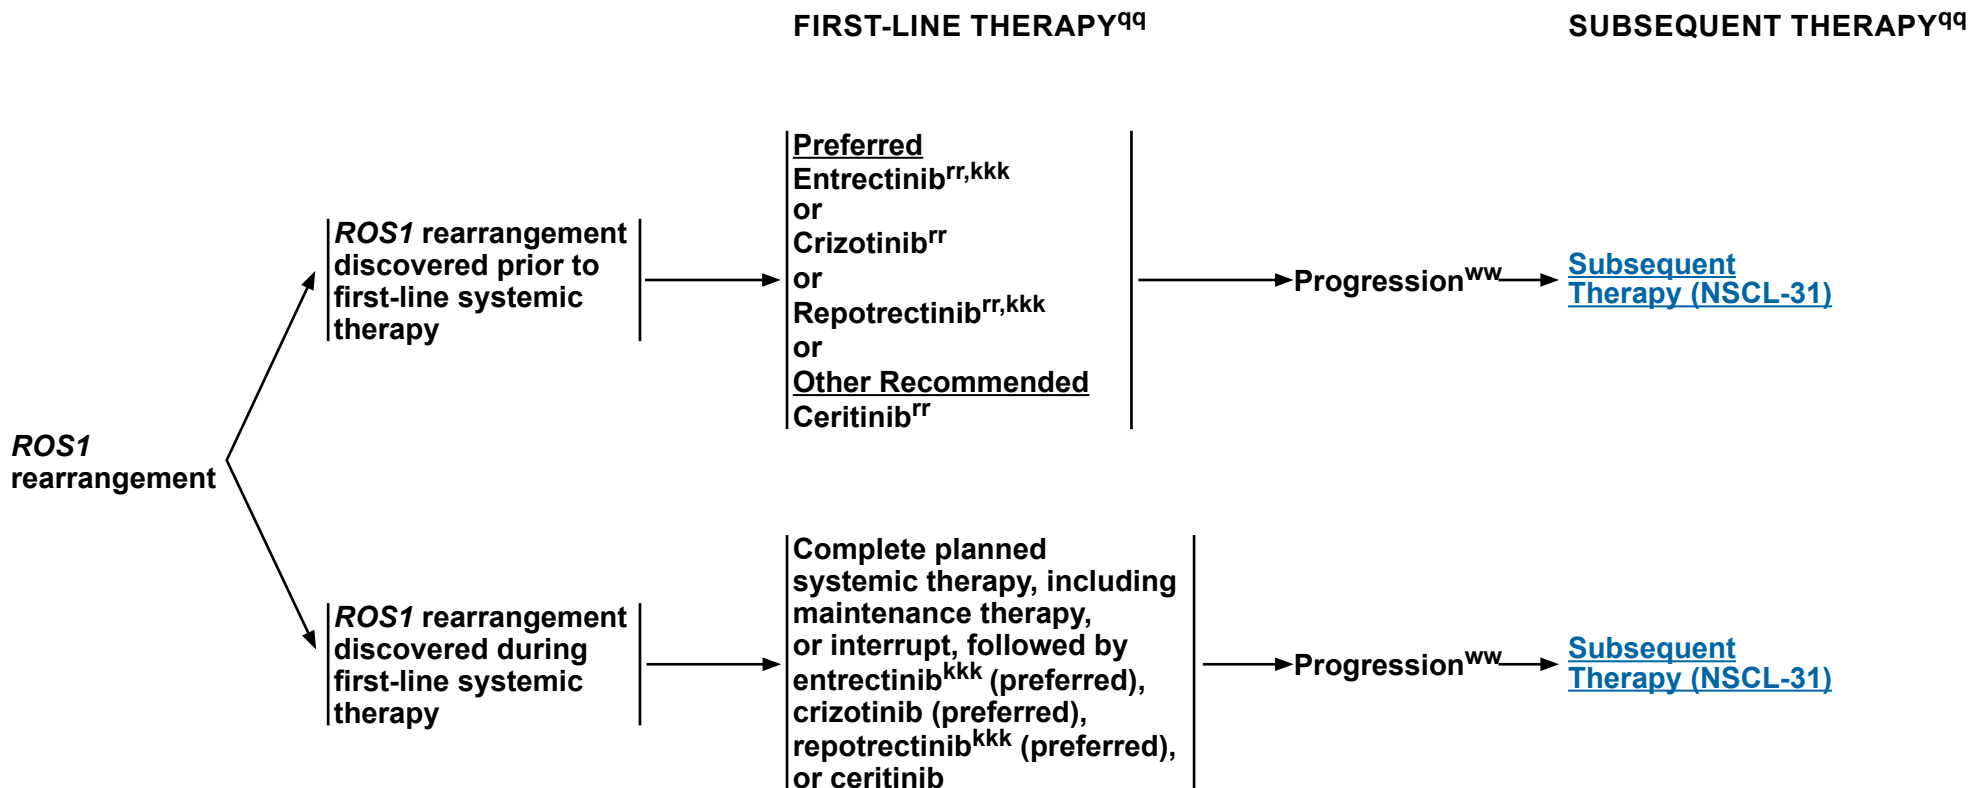 FIRST-LINE THERAPYqq
SUBSEQUENT THERAPYqq
ROS1
rearrangement
ROS1 rearrangement
discovered prior to
first-line systemic
therapy
Preferred
Entrectinibrr,kkk
or
Crizotinibrr
or
Repotrectinibrr,kkk
or
Other Recommended
Ceritinibrr
Progressionww
Subsequent
Therapy (NSCL-31)
ROS1 rearrangement
discovered during
first-line systemic
therapy
Complete planned
systemic therapy, including
maintenance therapy,
or interrupt, followed by
entrectinibkkk (preferred),
crizotinib (preferred),
repotrectinibkkk (preferred),
or ceritinib
Progressionww
Subsequent
Therapy (NSCL-31)